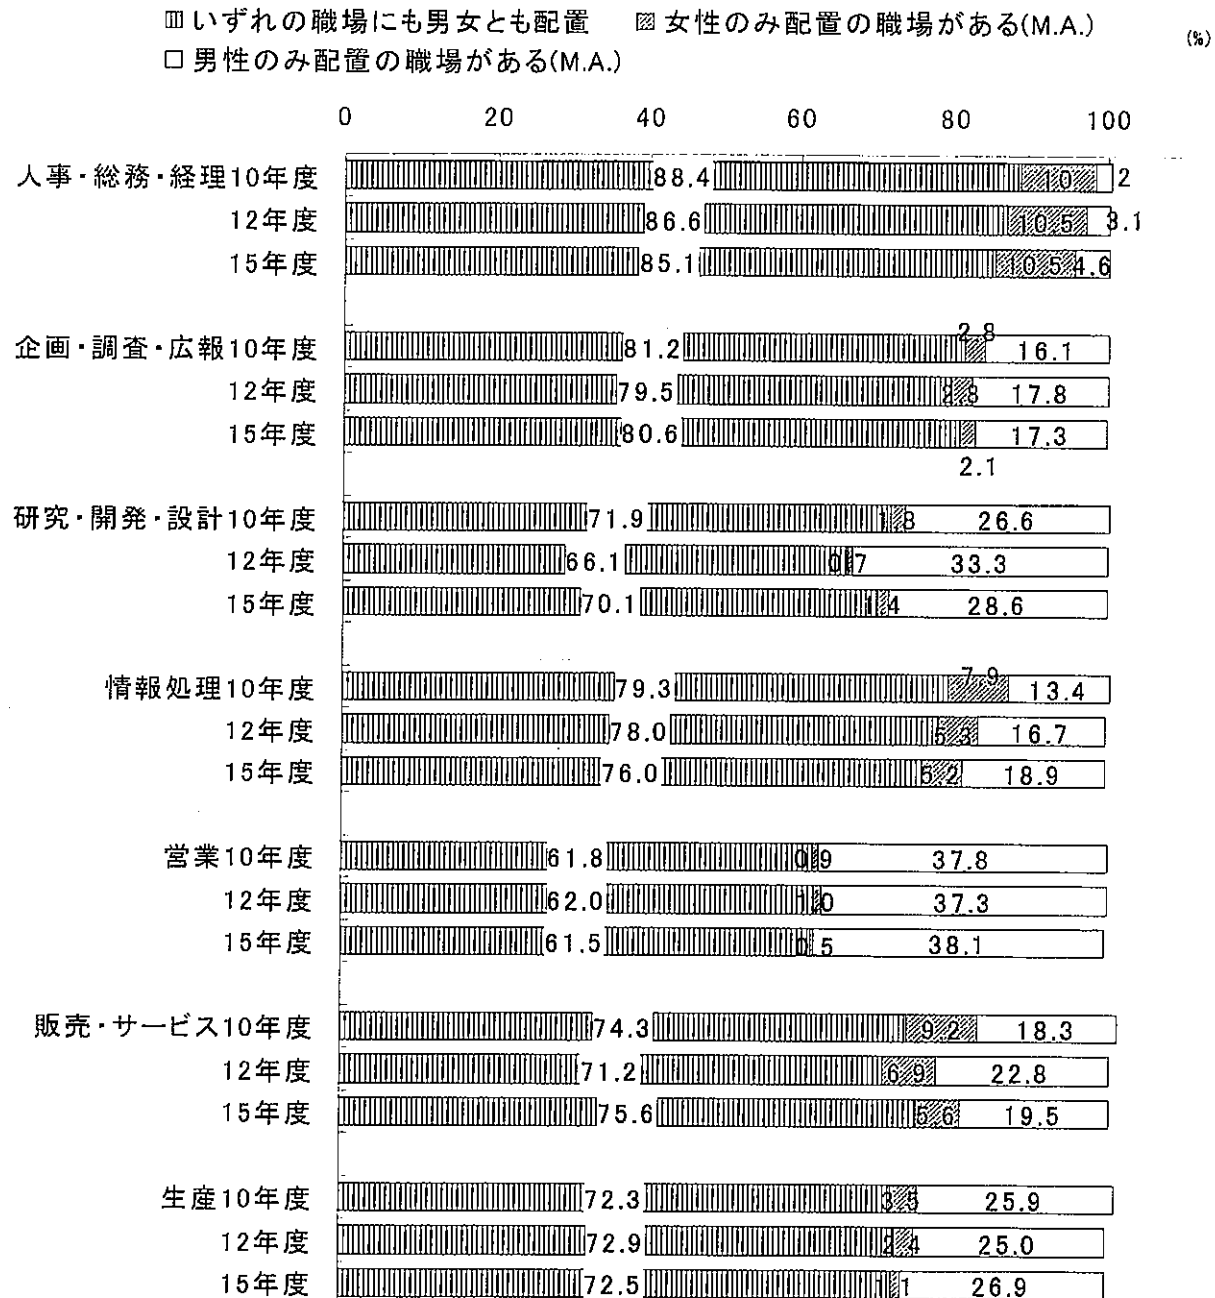 いずれの職場にも男女とも配置 女性のみ配置の職場がある(M.A.)
(%)
男性のみ配置の職場がある(M.A.)
0 20 40 60 80 100
人事・総務・経理10年度 88.4 10 2
12年度 86.6 10.5 3.1
15年度 85.1 10.5 4.6
企画・調査・広報10年度 81.2 2.8 16.1
12年度 79.5 2.8 17.8
15年度 80.6 2.1 17.3
研究・開発・設計10年度 71.9 1.8 26.6
12年度 66.1 0.7 33.3
15年度 70.1 1.4 28.6
情報処理10年度 79.3 7.9 13.4
12年度 78.0 5.3 16.7
15年度 76.0 5.2 18.9
営業10年度 61.8 0.9 37.8
12年度 62.0 1.0 37.3
15年度 61.5 0.5 38.1
販売・サービス10年度 74.3 9.2 18.3
12年度 71.2 6.9 22.8
15年度 75.6 5.6 19.5
生産10年度 72.3 3.5 25.9
12年度 72.9 2.4 25.0
15年度 72.5 1.1 26.9